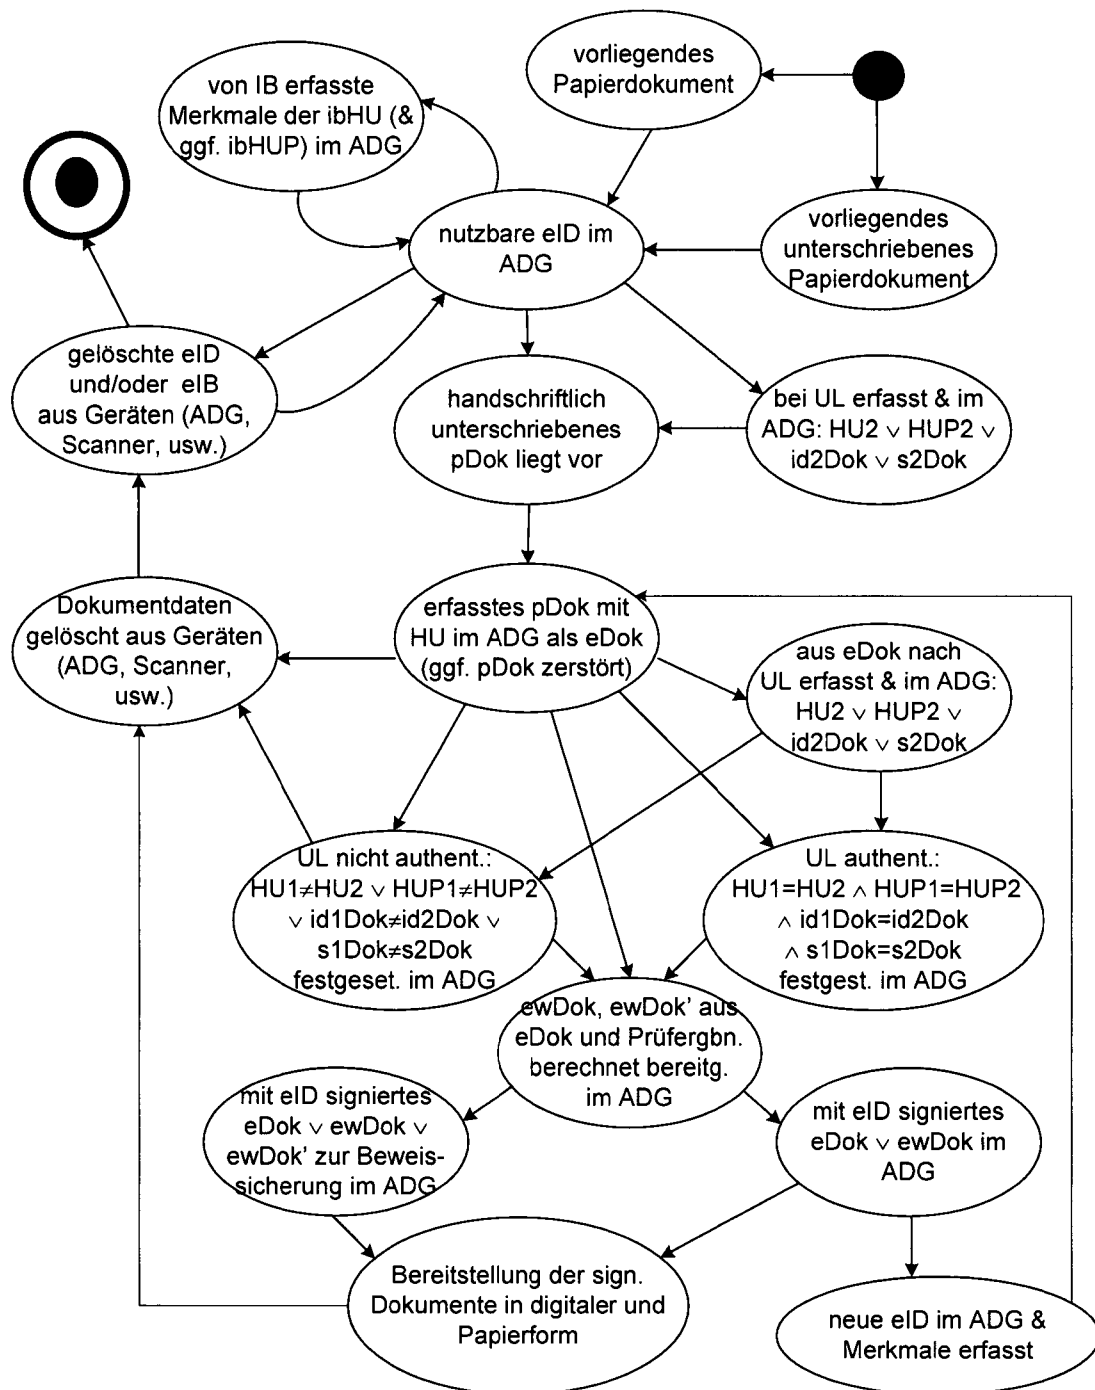 vorliegendes
Papierdokument
von IB erfasste
Merkmale der ibHU (&
ggf. ibHUP) im ADG
nutzbare eID im
ADG
vorliegendes
unterschriebenes
Papierdokument
gelöschte eID
und/oder eIB
aus Geräten (ADG,
Scanner, usw.)
handschriftlich
unterschriebenes
pDok liegt vor
bei UL erfasst & im
ADG: HU2 ∨ HUP2 ∨
id2Dok ∨ s2Dok
Dokumentdaten
gelöscht aus Geräten
(ADG, Scanner,
usw.)
erfasstes pDok mit
HU im ADG als eDok
(ggf. pDok zerstört)
aus eDok nach
UL erfasst & im ADG:
HU2 ∨ HUP2 ∨
id2Dok ∨ s2Dok
UL nicht authent.:
HU1≠HU2 ∨ HUP1≠HUP2
∨ id1Dok≠id2Dok ∨
s1Dok≠s2Dok
festgeset. im ADG
UL authent.:
HU1=HU2 ∧ HUP1=HUP2
∧ id1Dok=id2Dok
∧ s1Dok=s2Dok
festgest. im ADG
ewDok, ewDok' aus
eDok und Prüfergbn.
berechnet bereitg.
im ADG
mit eID signiertes
eDok ∨ ewDok ∨
ewDok' zur Beweis-
sicherung im ADG
mit eID signiertes
eDok ∨ ewDok im
ADG
Bereitstellung der sign.
Dokumente in digitaler und
Papierform
neue eID im ADG &
Merkmale erfasst